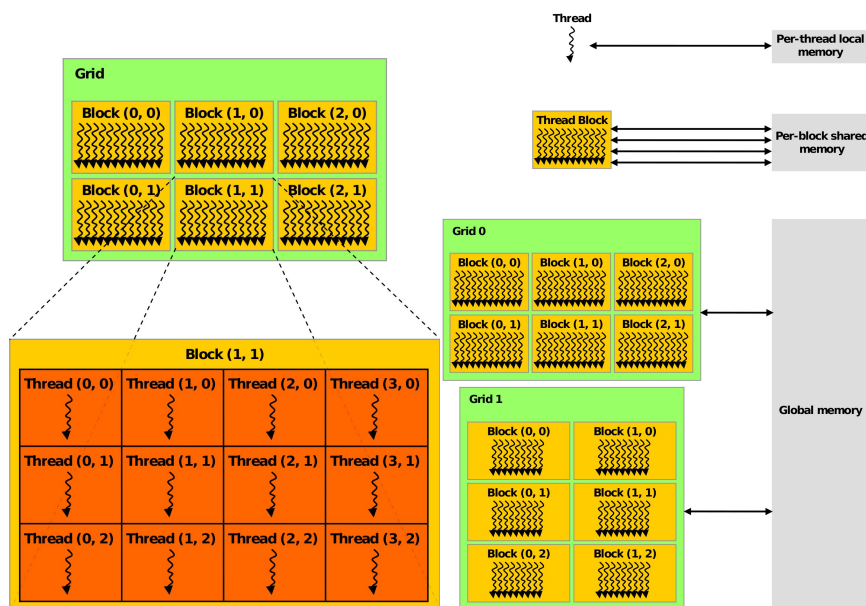 Grid
Block (0, 0)
Block (1, 0)
Block (2, 0)
Block (0, 1)
Block (1, 1)
Block (2, 1)
Block (1, 1)
Thread (0, 0)
Thread (1, 0)
Thread (2, 0)
Thread (3, 0)
Thread (0, 1)
Thread (1, 1)
Thread (2, 1)
Thread (3, 1)
Thread (0, 2)
Thread (1, 2)
Thread (2, 2)
Thread (3, 2)
Thread
Per-thread local
memory
Thread Block
Per-block shared
memory
Grid 0
Block (0, 0)
Block (1, 0)
Block (2, 0)
Block (0, 1)
Block (1, 1)
Block (2, 1)
Grid 1
Block (0, 0)
Block (1, 0)
Block (0, 1)
Block (1, 1)
Block (0, 2)
Block (1, 2)
Global memory